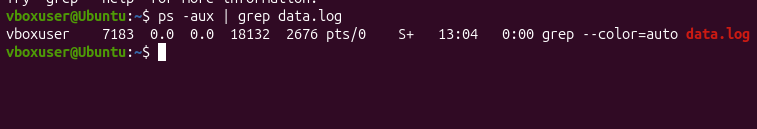 Try 'grep --help' for more information.
vboxuser@Ubuntu:~$ ps -aux | grep data.log
vboxuser    7183  0.0  0.0  18132  2676 pts/0    S+   13:04   0:00 grep --color=auto data.log
vboxuser@Ubuntu:~$